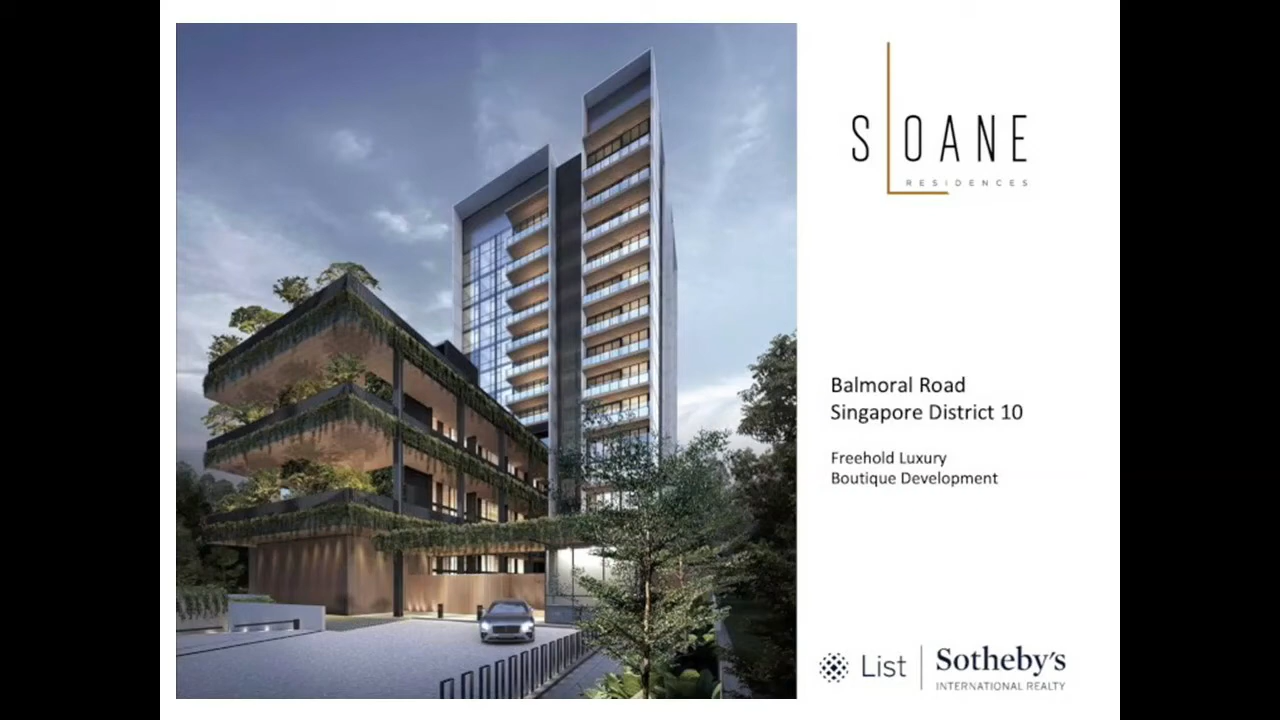 SLOANE
RESIDENCES
Balmoral Road
Singapore District 10
Freehold Luxury
Boutique Development
List
Sotheby's
INTERNATIONAL REALTY